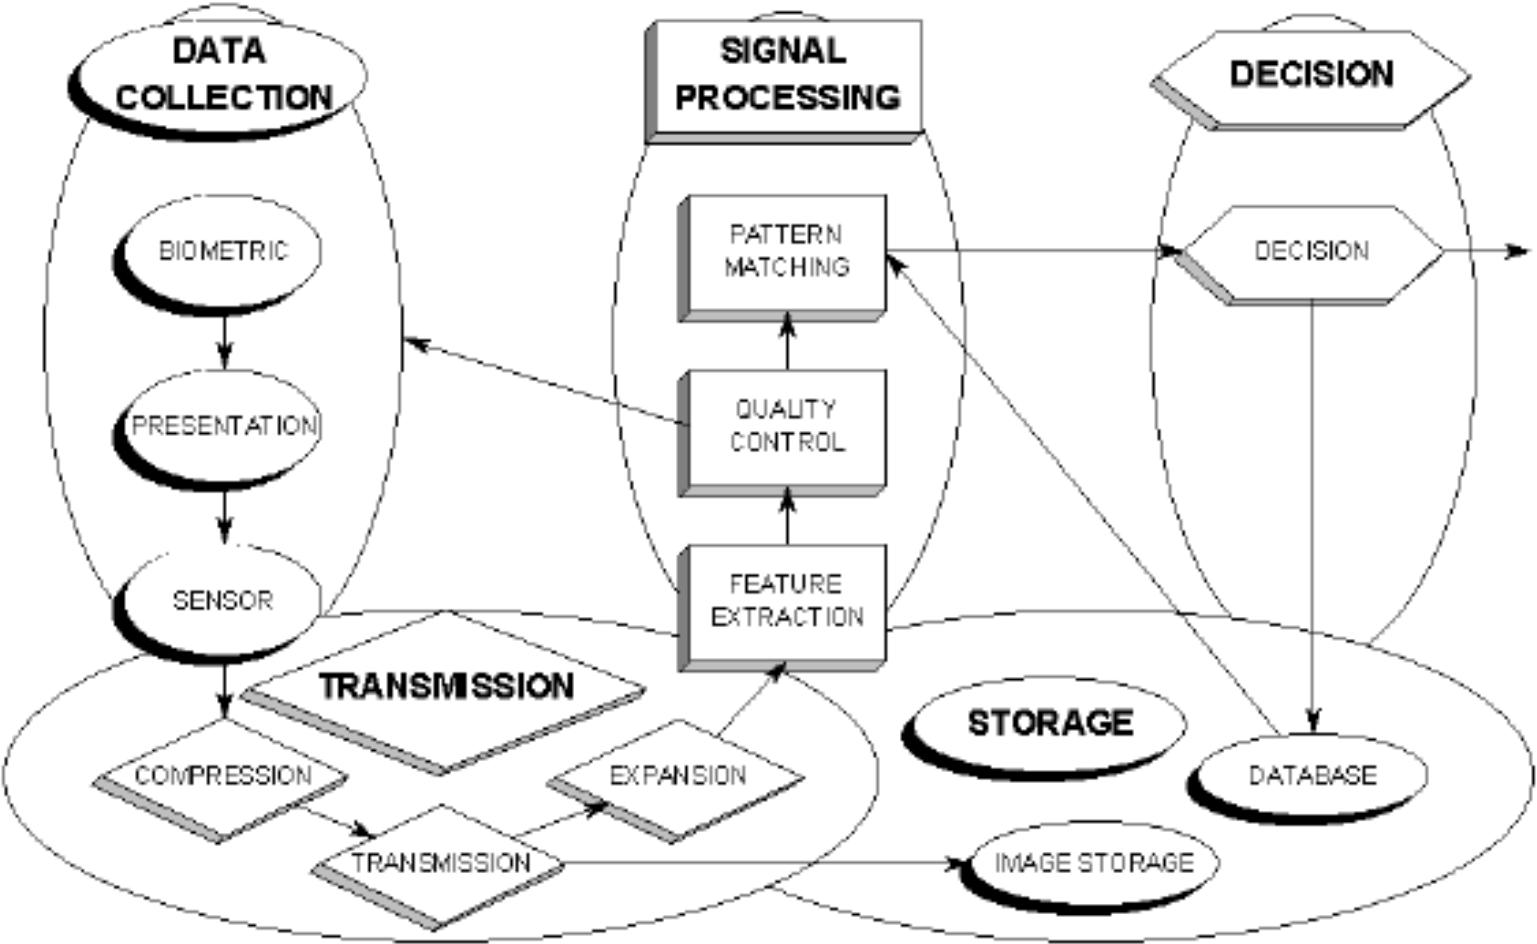 DATA
COLLECTION
BIOMETRIC
PRESENTATION
SENSOR
SIGNAL
PROCESSING
PATTERN
MATCHING
QUALITY
CONTROL
FEATURE
EXTRACTION
DECISION
DECISION
TRANSMISSION
COMPRESSION
EXPANSION
TRANSMISSION
STORAGE
DATABASE
IMAGE STORAGE